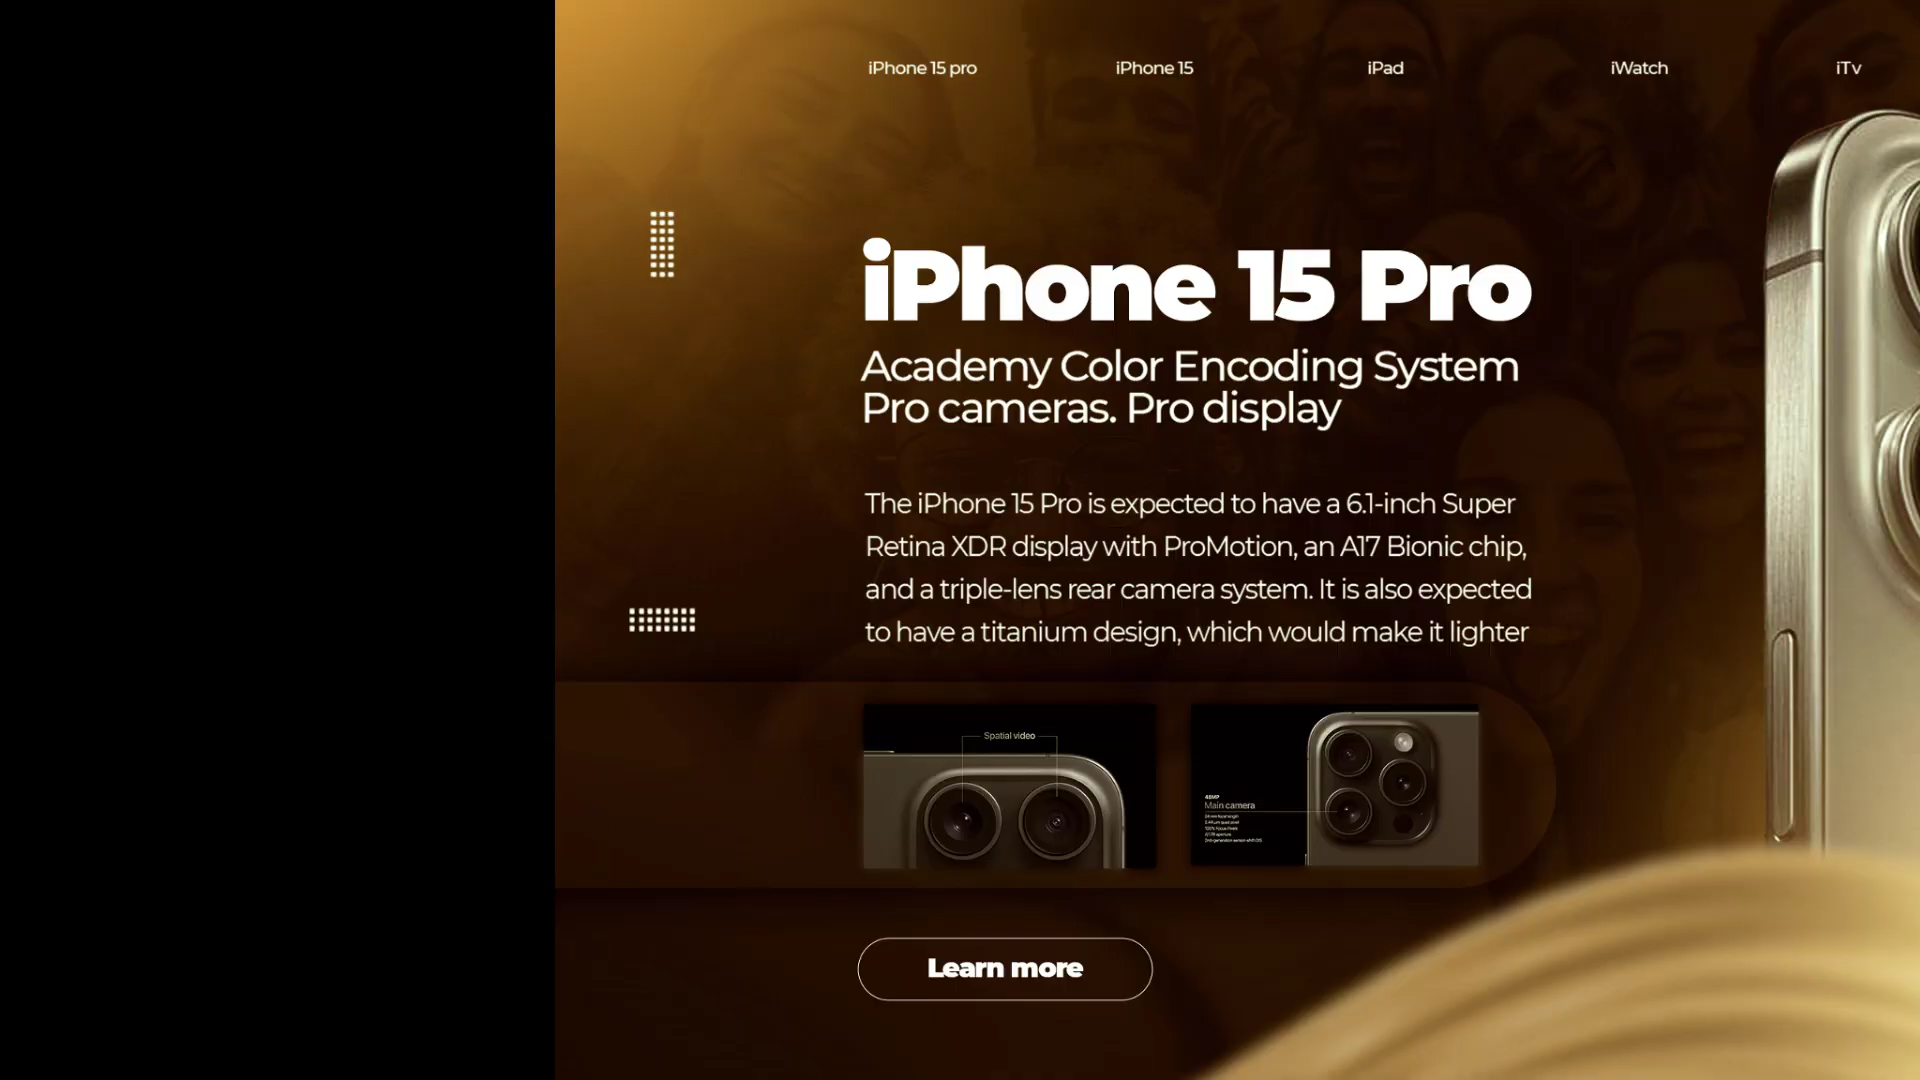 iPhone 15 pro
iPhone 15
iPad
iWatch
iTv
iPhone 15 Pro
Academy Color Encoding System
Pro cameras. Pro display
The iPhone 15 Pro is expected to have a 6.1-inch Super
Retina XDR display with ProMotion, an A17 Bionic chip,
and a triple-lens rear camera system. It is also expected
to have a titanium design, which would make it lighter
Spatial video
48MP
Main camera
Learn more